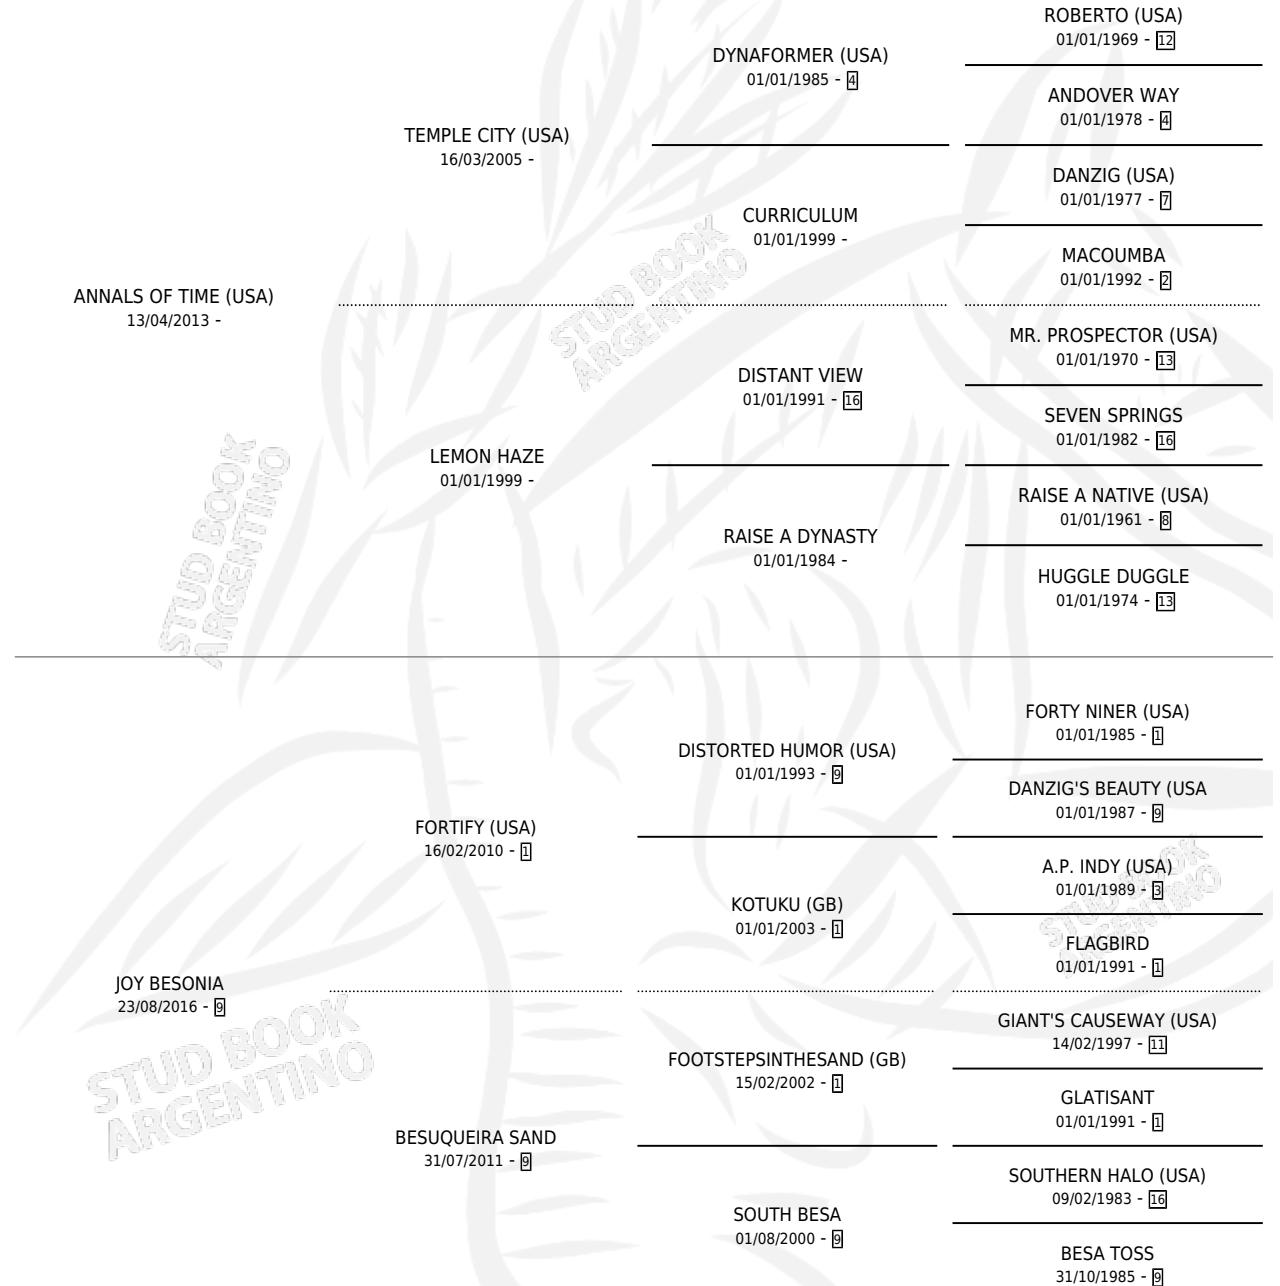 ROBERTO (USA)
01/01/1969 - 12
DYNAFORMER (USA)
01/01/1985 - 4
ANDOVER WAY
01/01/1978 - 4
TEMPLE CITY (USA)
16/03/2005 -
DANZIG (USA)
01/01/1977 - 7
CURRICULUM
01/01/1999 -
MACOUMBA
01/01/1992 - 2
ANNALS OF TIME (USA)
13/04/2013 -
STUD BOOK
ARGENTINO
MR. PROSPECTOR (USA)
01/01/1970 - 13
DISTANT VIEW
01/01/1991 - 16
SEVEN SPRINGS
01/01/1982 - 16
LEMON HAZE
01/01/1999 -
RAISE A NATIVE (USA)
01/01/1961 - 8
RAISE A DYNASTY
01/01/1984 -
HUGGLE DUGGLE
01/01/1974 - 13
STUD BOOK
ARGENTINO
FORTY NINER (USA)
01/01/1985 - 1
DISTORTED HUMOR (USA)
01/01/1993 - 9
DANZIG'S BEAUTY (USA
01/01/1987 - 9
FORTIFY (USA)
16/02/2010 - 1
A.P. INDY (USA)
01/01/1989 - 3
KOTUKU (GB)
01/01/2003 - 1
FLAGBIRD
01/01/1991 - 1
STUD BOOK
ARGENTINO
JOY BESONIA
23/08/2016 - 9
GIANT'S CAUSEWAY (USA)
14/02/1997 - 11
FOOTSTEPSINTHESAND (GB)
15/02/2002 - 1
GLATISANT
01/01/1991 - 1
STUD BOOK
ARGENTINO
BESUQUEIRA SAND
31/07/2011 - 9
SOUTHERN HALO (USA)
09/02/1983 - 16
SOUTH BESA
01/08/2000 - 9
BESA TOSS
31/10/1985 - 9